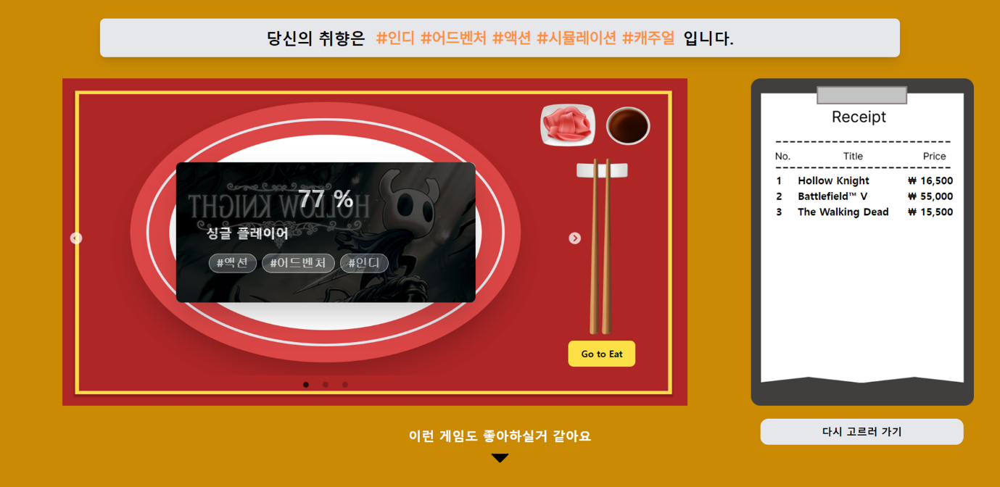 당신의 취향은 #인디 #어드벤처 #액션 #시뮬레이션 #캐주얼 입니다.
HOLLOW KNIGHT
77 %
싱글 플레이어
#액션 #어드벤처 #인디
Go to Eat
Receipt
No. Title Price
1 Hollow Knight ₩ 16,500
2 Battlefield™ V ₩ 55,000
3 The Walking Dead ₩ 15,500
다시 고르러 가기
이런 게임도 좋아하실거 같아요